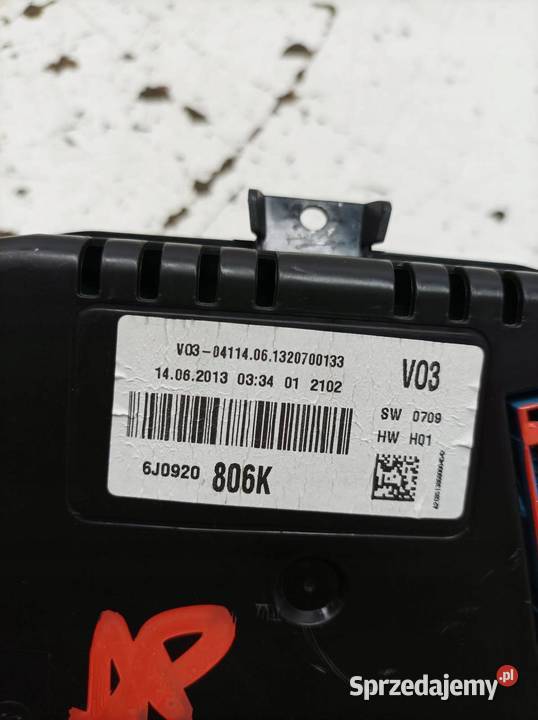 V03-04114.06.1320700133
14.06.2013 03:34 01 2102
V03
SW 0709
HW H01
6J0920 806K
AP
Sprzedajemy.pl